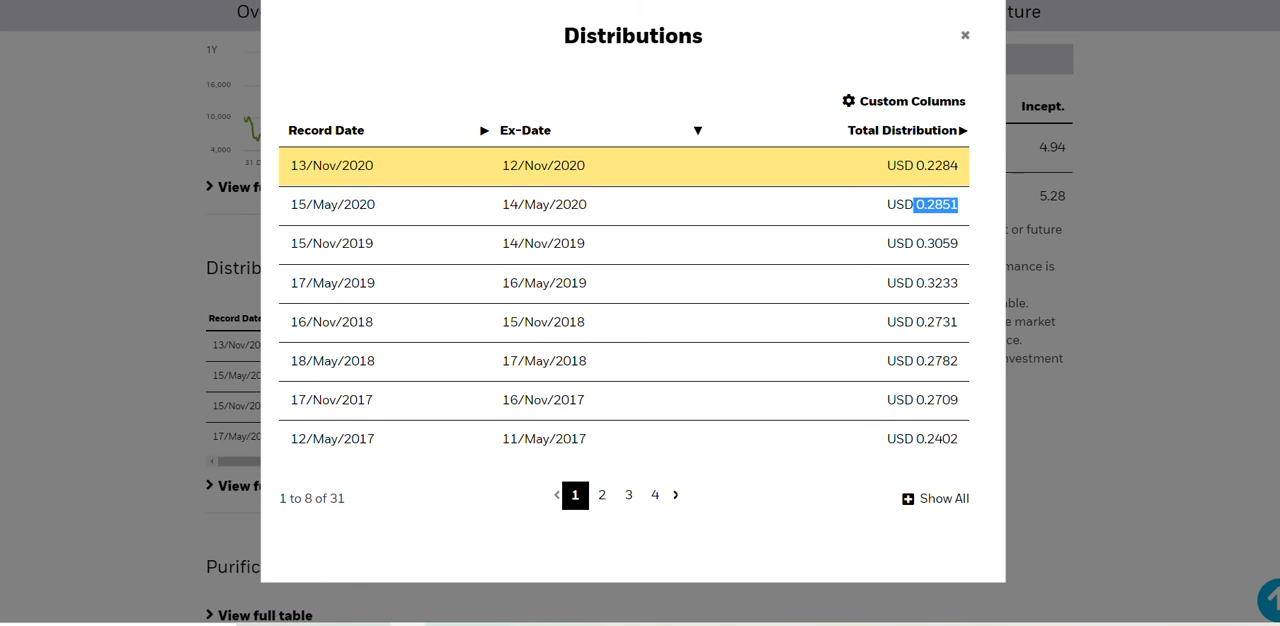 Ov
ture
Distributions
×
1Y
16,000
10,000
4,000
31 D
Custom Columns
Incept.
Record Date ▶ Ex-Date ▼ Total Distribution ▶
13/Nov/2020 12/Nov/2020 USD 0.2284
4.94
View f
15/May/2020 14/May/2020 USD 0.2851
5.28
15/Nov/2019 14/Nov/2019 USD 0.3059
t or future
Distrib
mance is
17/May/2019 16/May/2019 USD 0.3233
ble.
Record Date
16/Nov/2018 15/Nov/2018 USD 0.2731
e market
13/Nov/20
ce.
18/May/2018 17/May/2018 USD 0.2782
nvestment
15/May/20
17/Nov/2017 16/Nov/2017 USD 0.2709
15/Nov/20
12/May/2017 11/May/2017 USD 0.2402
17/May/20
View f
1 to 8 of 31 ‹ 1 2 3 4 › Show All
Purific
View full table